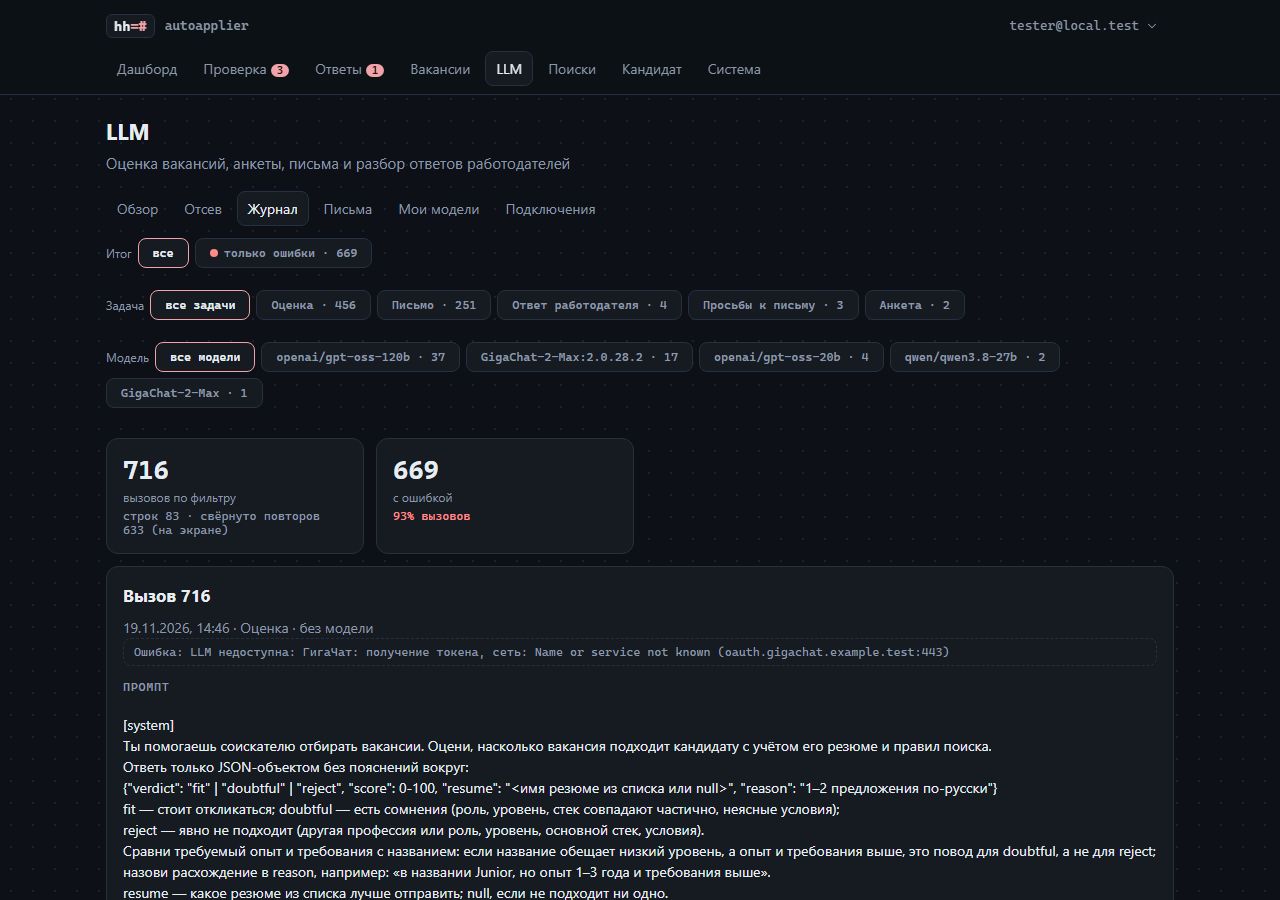 hh=# autoapplier tester@local.test
Дашборд Проверка 3 Ответы 1 Вакансии LLM Поиски Кандидат Система
LLM
Оценка вакансий, анкеты, письма и разбор ответов работодателей
Обзор Отсев Журнал Письма Мои модели Подключения
Итог все только ошибки · 669
Задача все задачи Оценка · 456 Письмо · 251 Ответ работодателя · 4 Просьбы к письму · 3 Анкета · 2
Модель все модели openai/gpt-oss-120b · 37 GigaChat-2-Max:2.0.28.2 · 17 openai/gpt-oss-20b · 4 qwen/qwen3.8-27b · 2
GigaChat-2-Max · 1
716 669
вызовов по фильтру с ошибкой
строк 83 · свёрнуто повторов 93% вызовов
633 (на экране)
Вызов 716
19.11.2026, 14:46 · Оценка · без модели
Ошибка: LLM недоступна: ГигаЧат: получение токена, сеть: Name or service not known (oauth.gigachat.example.test:443)
ПРОМПТ
[system]
Ты помогаешь соискателю отбирать вакансии. Оцени, насколько вакансия подходит кандидату с учётом его резюме и правил поиска.
Ответь только JSON-объектом без пояснений вокруг:
{"verdict": "fit" | "doubtful" | "reject", "score": 0-100, "resume": "<имя резюме из списка или null>", "reason": "1–2 предложения по-русски"}
fit — стоит откликаться; doubtful — есть сомнения (роль, уровень, стек совпадают частично, неясные условия);
reject — явно не подходит (другая профессия или роль, уровень, основной стек, условия).
Сравни требуемый опыт и требования с названием: если название обещает низкий уровень, а опыт и требования выше, это повод для doubtful, а не для reject;
назови расхождение в reason, например: «в названии Junior, но опыт 1–3 года и требования выше».
resume — какое резюме из списка лучше отправить; null, если не подходит ни одно.